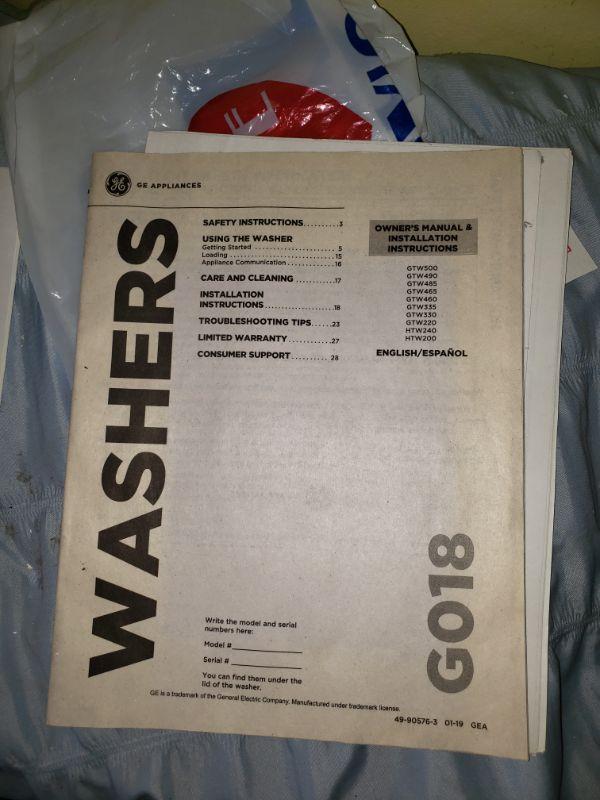 GE APPLIANCES
WASHERS
SAFETY INSTRUCTIONS..........3
USING THE WASHER
Getting Started ........................ 5
Loading ................................. 15
Appliance Communication ............. 16
CARE AND CLEANING ............17
INSTALLATION
INSTRUCTIONS.....................18
TROUBLESHOOTING TIPS......23
LIMITED WARRANTY.............27
CONSUMER SUPPORT.......... 28
OWNER'S MANUAL &
INSTALLATION
INSTRUCTIONS
GTW500
GTW490
GTW485
GTW465
GTW460
GTW335
GTW330
GTW220
HTW240
HTW200
ENGLISH/ESPAÑOL
G018
Write the model and serial
numbers here:
Model # ____________
Serial # ____________
You can find them under the
lid of the washer.
GE is a trademark of the General Electric Company. Manufactured under trademark license.
49-90576-3 01-19 GEA